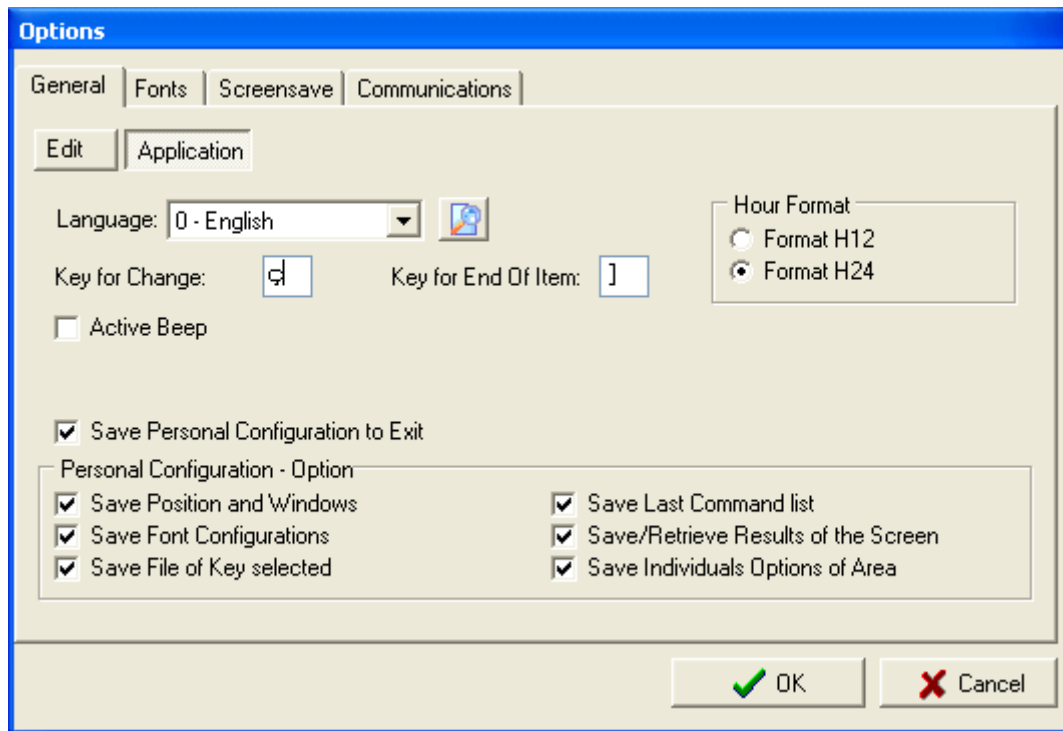 Options
General Fonts Screensave Communications
Edit Application
Language: 0 - English
Hour Format
Format H12
Key for Change: ç Key for End Of Item: ]
Format H24
Active Beep
Save Personal Configuration to Exit
Personal Configuration - Option
Save Position and Windows Save Last Command list
Save Font Configurations Save/Retrieve Results of the Screen
Save File of Key selected Save Individuals Options of Area
OK Cancel